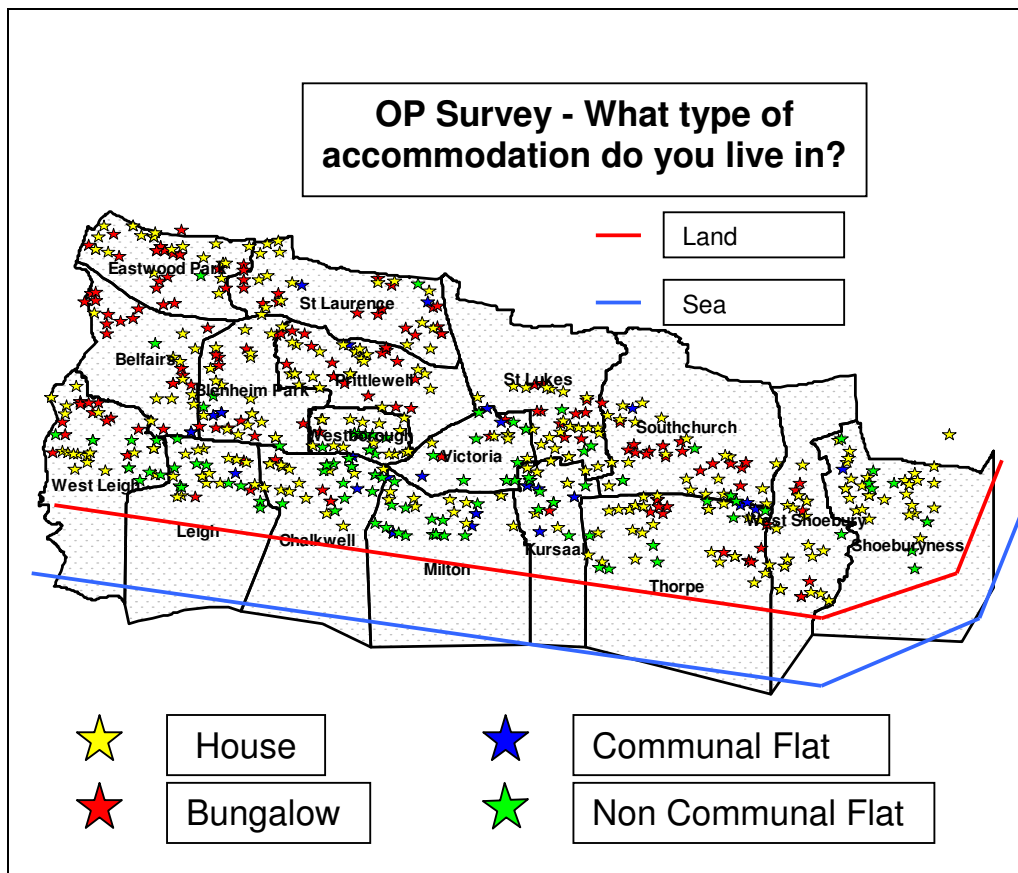 OP Survey - What type of
accommodation do you live in?
Land
Sea
Eastwood Park
St Laurence
Belfairs
Blenheim Park
Prittlewell
St Lukes
Westborough
Southchurch
Victoria
West Leigh
Leigh
Chalkwell
Milton
Kursaal
Thorpe
West Shoebury
Shoeburyness
House
Communal Flat
Bungalow
Non Communal Flat